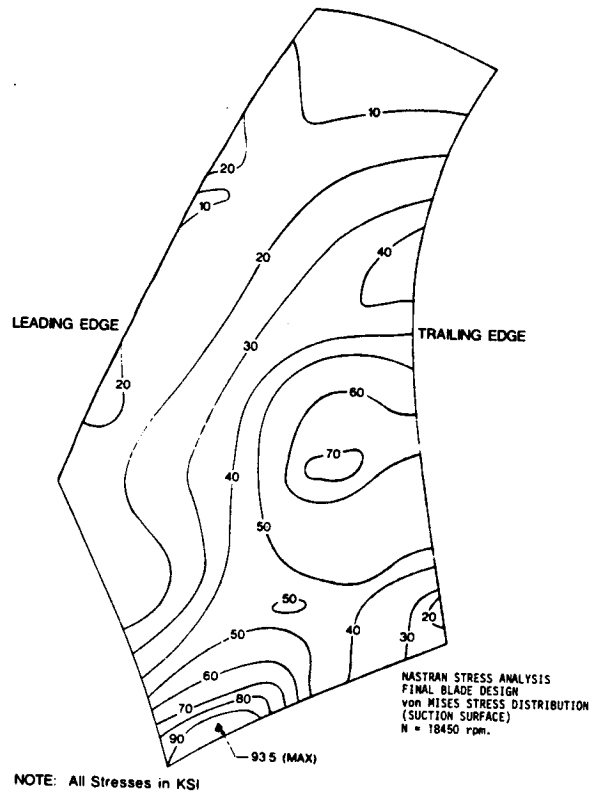 10
20
10
20
40
LEADING EDGE
TRAILING EDGE
30
20
60
70
40
50
50
50
40
30
20
60
70
80
90
93 5 (MAX)
NASTRAN STRESS ANALYSIS
FINAL BLADE DESIGN
von MISES STRESS DISTRIBUTION
(SUCTION SURFACE)
N = 18450 rpm.
NOTE: All Stresses in KSI